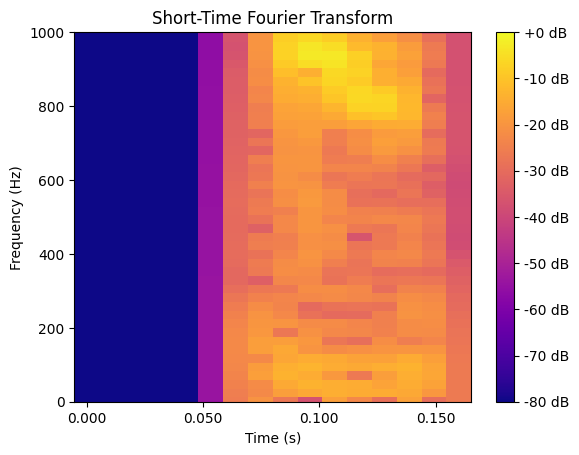 Short-Time Fourier Transform
Frequency (Hz)
1000
800
600
400
200
0
0.000
0.050
0.100
0.150
Time (s)
+0 dB
-10 dB
-20 dB
-30 dB
-40 dB
-50 dB
-60 dB
-70 dB
-80 dB